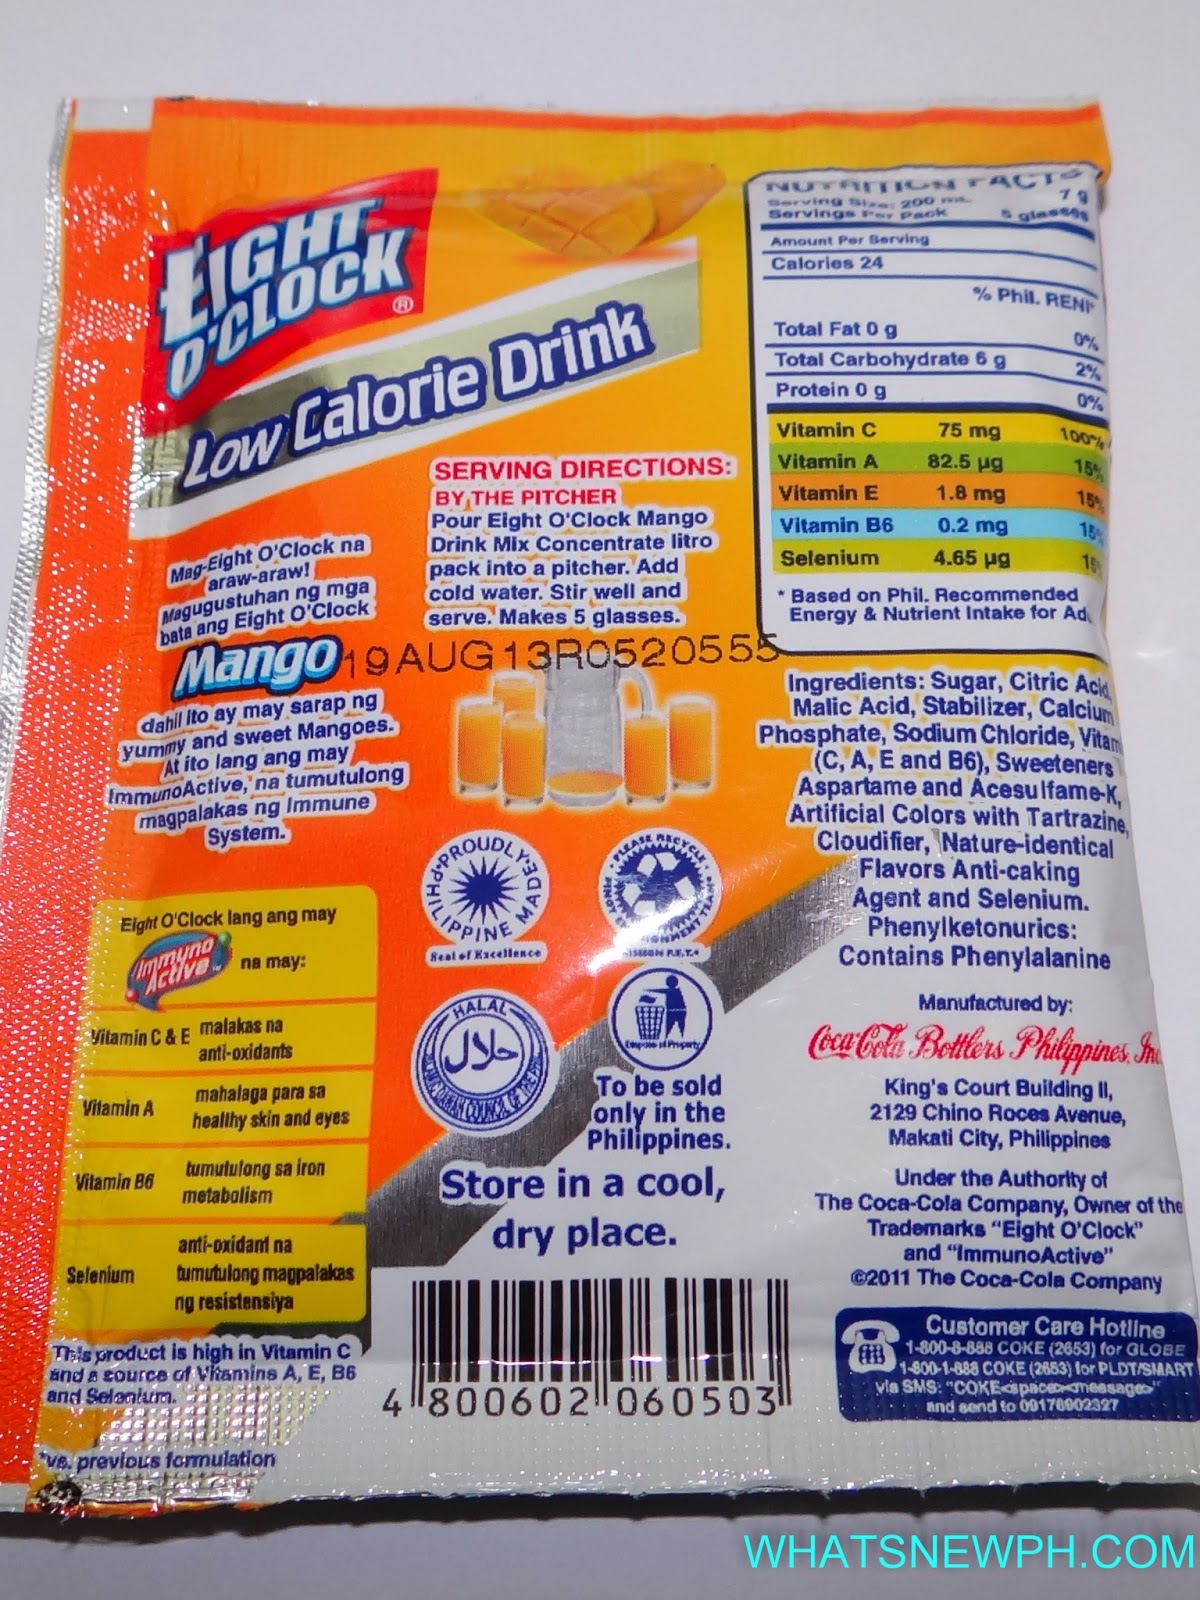 EIGHT
O'CLOCK®
Low Calorie Drink
Mag-Eight O'Clock na
araw-araw!
Magugustuhan ng mga
bata ang Eight O'Clock
Mango
dahil ito ay may sarap ng
yummy and sweet Mangoes.
At ito lang ang may
ImmunoActive, na tumutulong
magpalakas ng Immune
System.
SERVING DIRECTIONS:
BY THE PITCHER
Pour Eight O'Clock Mango
Drink Mix Concentrate litro
pack into a pitcher. Add
cold water. Stir well and
serve. Makes 5 glasses.
19AUG13R0520555
NUTRITION FACTS
Serving Size: 200 mL 7 g
Servings Per Pack 5 glasses
Amount Per Serving
Calories 24
% Phil. RENI*
Total Fat 0 g 0%
Total Carbohydrate 6 g 2%
Protein 0 g 0%
Vitamin C 75 mg 100%
Vitamin A 82.5 µg 15%
Vitamin E 1.8 mg 15%
Vitamin B6 0.2 mg 15%
Selenium 4.65 µg 15
* Based on Phil. Recommended
Energy & Nutrient Intake for
Ingredients: Sugar, Citric Acid,
Malic Acid, Stabilizer, Calcium
Phosphate, Sodium Chloride,
(C, A, E and B6), Sweeteners
Aspartame and Acesulfame-K,
Artificial Colors with Tartrazine,
Cloudifier, Nature-identical
Flavors Anti-caking
Agent and Selenium.
Phenylketonurics:
Contains Phenylalanine
Manufactured by:
Coca-Cola Bottlers Philippines,
King's Court Building II,
2129 Chino Roces Avenue,
Makati City, Philippines
Under the Authority of
The Coca-Cola Company, Owner of the
Trademarks "Eight O'Clock"
and "ImmunoActive"
©2011 The Coca-Cola Company
Customer Care Hotline
1-800-8-888 COKE (2653) for GLOBE
1-800-1-888 COKE (2653) for PLDT/SMART
via SMS: "COKE<space><message>"
and send to 09178902327
PROUDLY
PHILIPPINE MADE
Seal of Excellence
PLEASE RECYCLE
HALAL
حلال
Dispose of Properly
To be sold
only in the
Philippines.
Store in a cool,
dry place.
4 800602 060503
Eight O'Clock lang ang may
Immuno
Active™ na may:
Vitamin C & E malakas na
anti-oxidants
Vitamin A mahalaga para sa
healthy skin and eyes
Vitamin B6 tumutulong sa iron
metabolism
Selenium anti-oxidant na
tumutulong magpalakas
ng resistensiya
This product is high in Vitamin C
and a source of Vitamins A, E, B6
and Selenium.
*vs. previous formulation
WHATSNEWPH.COM